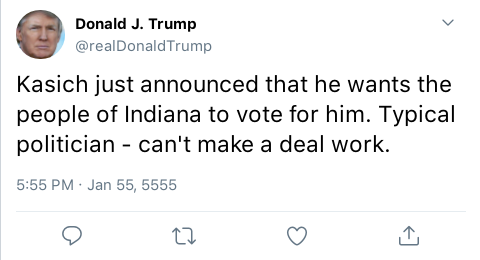 Donald J. Trump
@realDonaldTrump
Kasich just announced that he wants the
people of Indiana to vote for him. Typical
politician - can't make a deal work.
5:55 PM · Jan 55, 5555